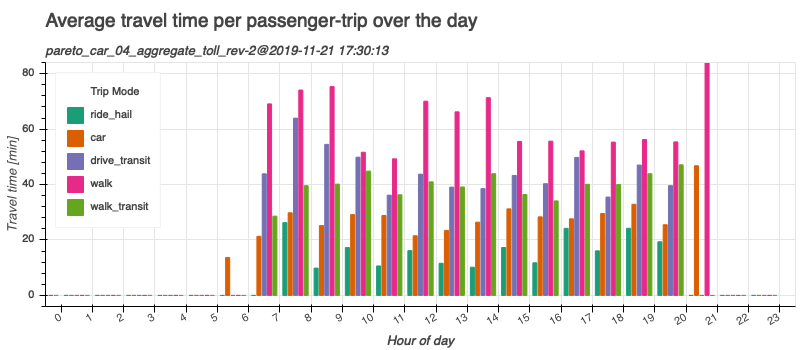 Average travel time per passenger-trip over the day
pareto_car_04_aggregate_toll_rev-2@2019-11-21 17:30:13
Travel time [min]
80
60
40
20
0
Trip Mode
ride_hail
car
drive_transit
walk
walk_transit
0 1 2 3 4 5 6 7 8 9 10 11 12 13 14 15 16 17 18 19 20 21 22 23
Hour of day